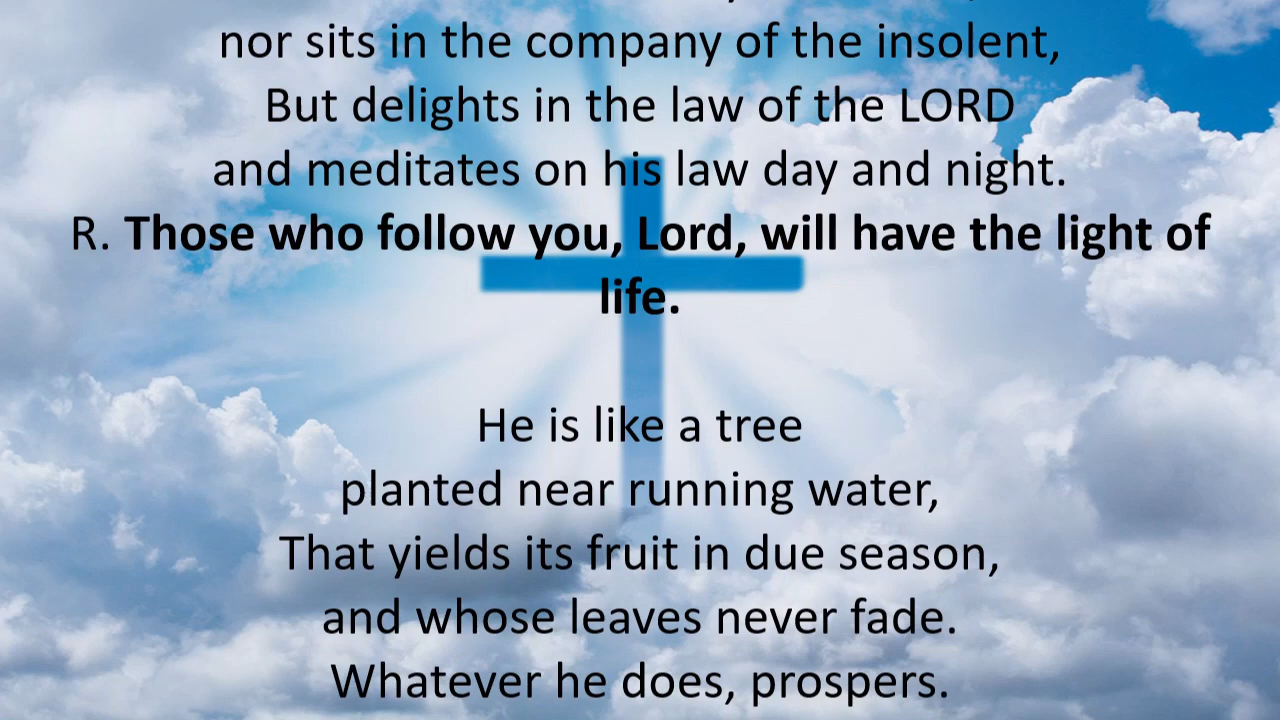 nor sits in the company of the insolent,
But delights in the law of the LORD
and meditates on his law day and night.
R. Those who follow you, Lord, will have the light of
life.
He is like a tree
planted near running water,
That yields its fruit in due season,
and whose leaves never fade.
Whatever he does, prospers.